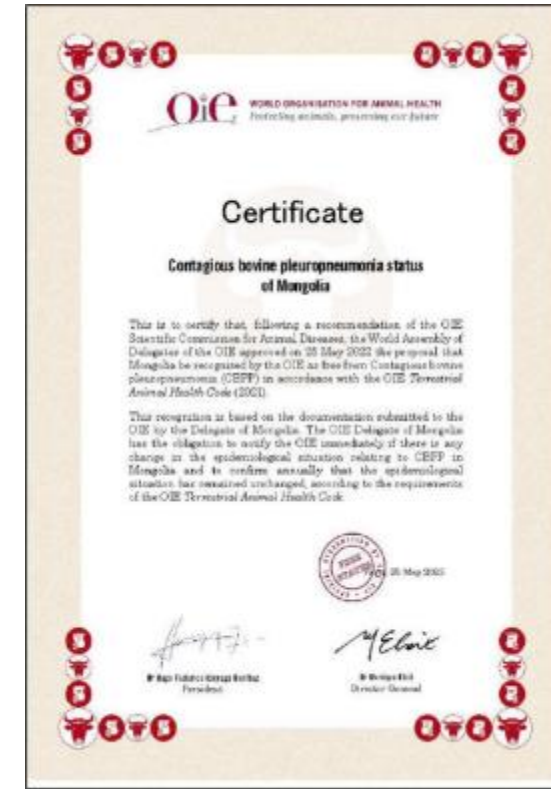 OiE
WORLD ORGANISATION FOR ANIMAL HEALTH
Protecting animals, preserving our future
Certificate
Contagious bovine pleuropneumonia status
of Mongolia
This is to certify that, following a recommendation of the OIE
Scientific Commission for Animal Diseases, the World Assembly of
Delegates of the OIE approved on 25 May 2022 the proposal that
Mongolia be recognised by the OIE as free from Contagious bovine
pleuropneumonia (CBPP) in accordance with the OIE Terrestrial
Animal Health Code (2021).
This recognition is based on the documentation submitted to the
OIE by the Delegate of Mongolia. The OIE Delegate of Mongolia
has the obligation to notify the OIE immediately if there is any
change in the epidemiological situation relating to CBPP in
Mongolia and to confirm annually that the epidemiological
situation has remained unchanged, according to the requirements
of the OIE Terrestrial Animal Health Code.
FREE
STATUS
25 May
President
Director General